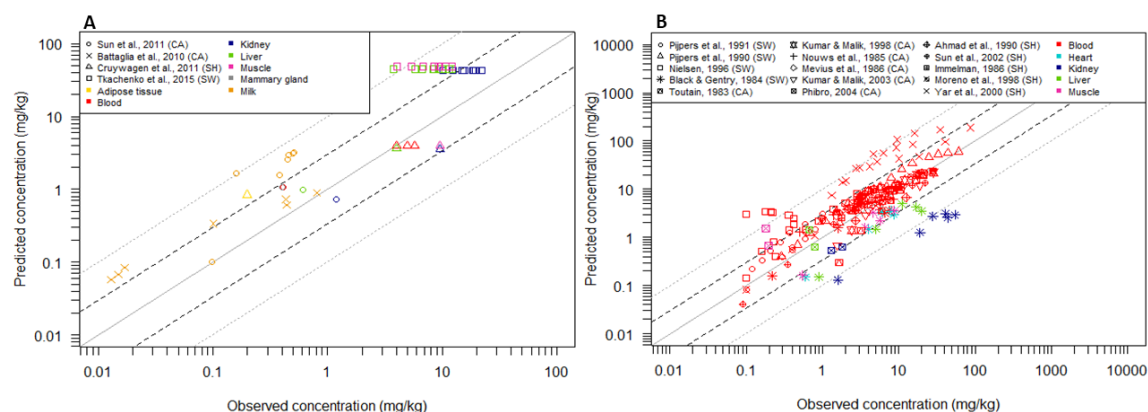 A
Predicted concentration (mg/kg)
100
10
1
0.1
0.01
Sun et al., 2011 (CA)
Battaglia et al., 2010 (CA)
Cruywagen et al., 2011 (SH)
Tkachenko et al. 2015 (SW)
Adipose tissue
Blood
Kidney
Liver
Muscle
Mammary gland
Milk
0.01 0.1 1 10 100
Observed concentration (mg/kg)
B
Predicted concentration (mg/kg)
10000
1000
100
10
1
0.1
0.01
Pijpers et al., 1991 (SW)
Pijpers et al., 1990 (SW)
Nielsen, 1996 (SW)
Black & Gentry, 1984 (SW)
Toutain, 1983 (CA)
Kumar & Malik, 1998 (CA)
Nouws et al., 1985 (CA)
Mevius et al., 1986 (CA)
Kumar & Malik, 2003 (CA)
Phibro, 2004 (CA)
Ahmad et al., 1990 (SH)
Sun et al., 2002 (SH)
Immelman, 1986 (SH)
Moreno et al., 1998 (SH)
Yar et al., 2000 (SH)
Blood
Heart
Kidney
Liver
Muscle
0.01 0.1 1 10 100 1000 10000
Observed concentration (mg/kg)